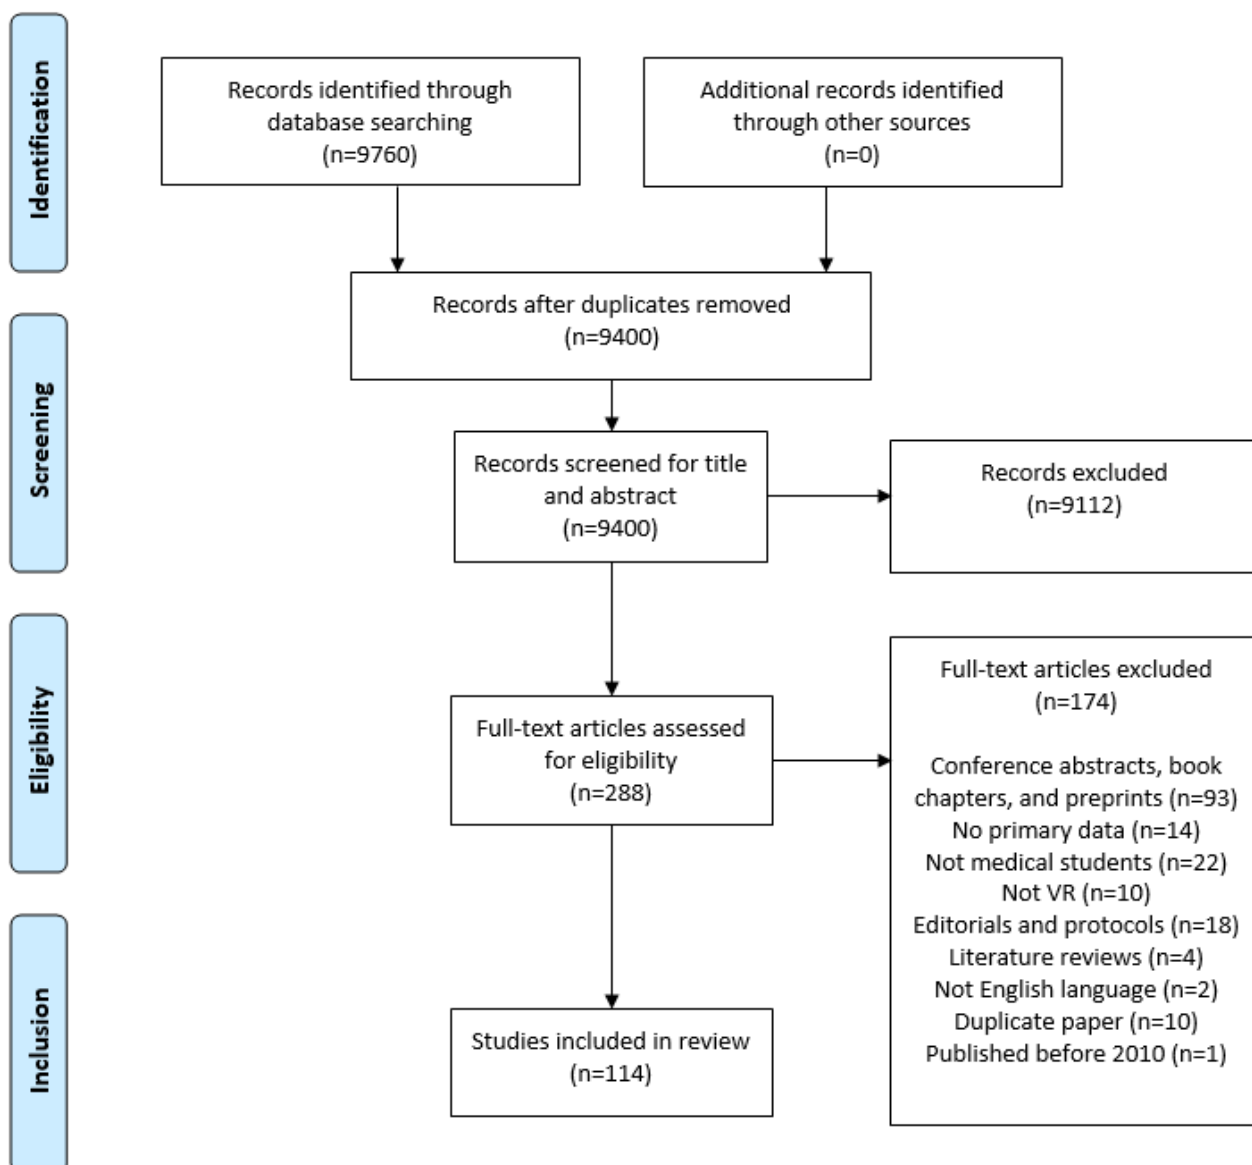 Identification
Records identified through
database searching
(n=9760)
Additional records identified
through other sources
(n=0)
Records after duplicates removed
(n=9400)
Screening
Records screened for title
and abstract
(n=9400)
Records excluded
(n=9112)
Eligibility
Full-text articles assessed
for eligibility
(n=288)
Full-text articles excluded
(n=174)
Conference abstracts, book
chapters, and preprints (n=93)
No primary data (n=14)
Not medical students (n=22)
Not VR (n=10)
Editorials and protocols (n=18)
Literature reviews (n=4)
Not English language (n=2)
Duplicate paper (n=10)
Published before 2010 (n=1)
Inclusion
Studies included in review
(n=114)